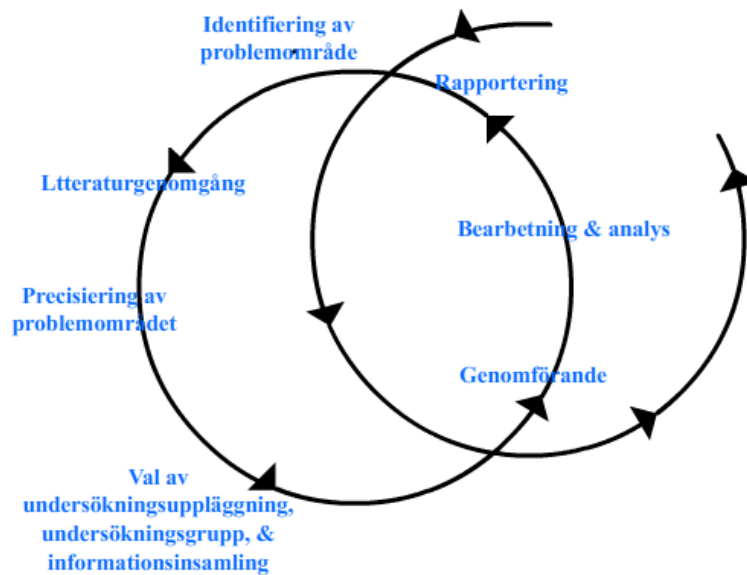 Identifiering av
problemområde
Rapportering
Ltteraturgenomgång
Bearbetning & analys
Precisiering av
problemområdet
Genomförande
Val av
undersökningsuppläggning,
undersökningsgrupp, &
informationsinsamling